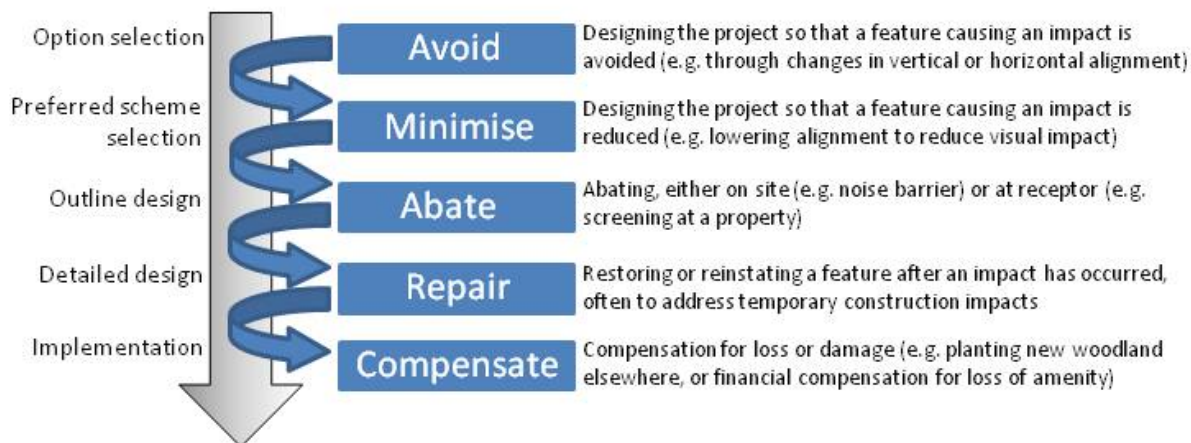 Option selection
Avoid
Designing the project so that a feature causing an impact is
avoided (e.g. through changes in vertical or horizontal alignment)
Preferred scheme
selection
Minimise
Designing the project so that a feature causing an impact is
reduced (e.g. lowering alignment to reduce visual impact)
Outline design
Abate
Abating, either on site (e.g. noise barrier) or at receptor (e.g.
screening at a property)
Detailed design
Repair
Restoring or reinstating a feature after an impact has occurred,
often to address temporary construction impacts
Implementation
Compensate
Compensation for loss or damage (e.g. planting new woodland
elsewhere, or financial compensation for loss of amenity)